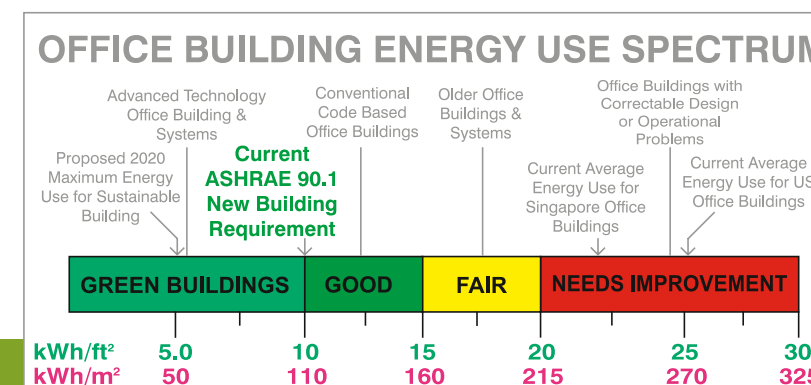 OFFICE BUILDING ENERGY USE SPECTRUM
Advanced Technology
Office Building &
Systems
Conventional
Code Based
Office Buildings
Older Office
Buildings &
Systems
Office Buildings with
Correctable Design
or Operational
Problems
Proposed 2020
Maximum Energy
Use for Sustainable
Building
Current
ASHRAE 90.1
New Building
Requirement
Current Average
Energy Use for
Singapore Office
Buildings
Current Average
Energy Use for US
Office Buildings
GREEN BUILDINGS GOOD FAIR NEEDS IMPROVEMENT
kWh/ft² 5.0 10 15 20 25 30
kWh/m² 50 110 160 215 270 325